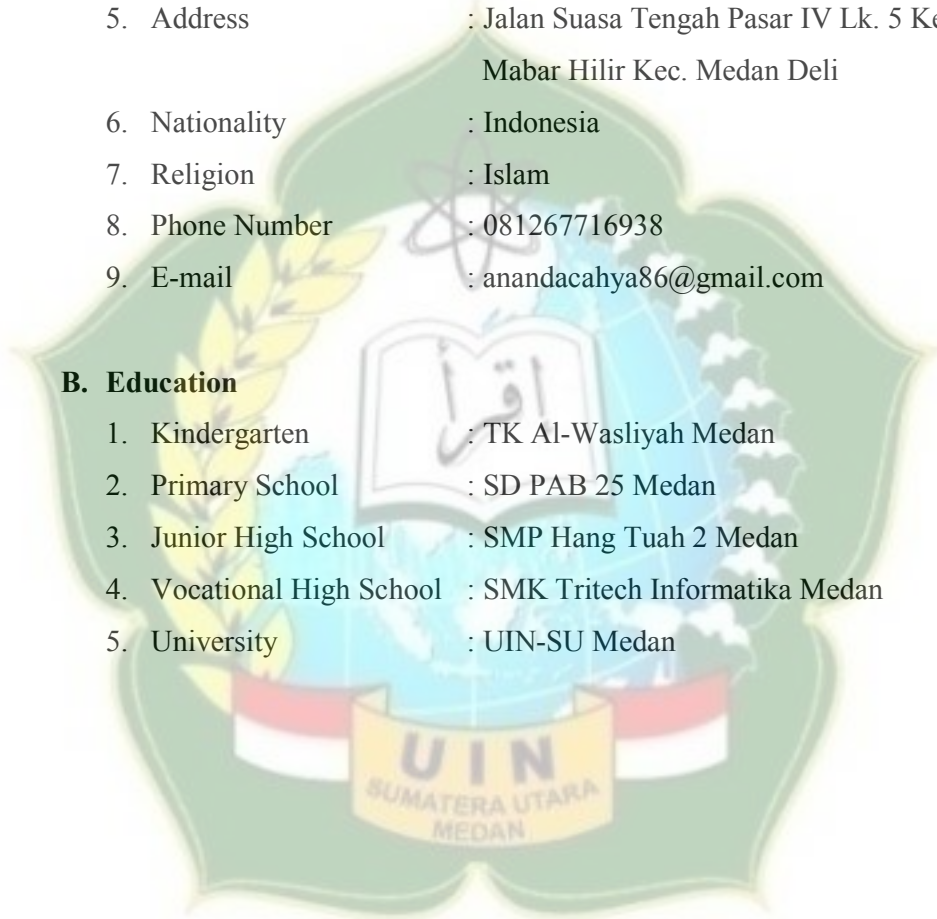 5. Address : Jalan Suasa Tengah Pasar IV Lk. 5
Mabar Hilir Kec. Medan Deli
6. Nationality : Indonesia
7. Religion : Islam
8. Phone Number : 081267716938
9. E-mail : anandacahya86@gmail.com
B. Education
اقرأ
1. Kindergarten : TK Al-Wasliyah Medan
2. Primary School : SD PAB 25 Medan
3. Junior High School : SMP Hang Tuah 2 Medan
4. Vocational High School : SMK Tritech Informatika Medan
5. University : UIN-SU Medan
UIN
SUMATERA UTARA
MEDAN